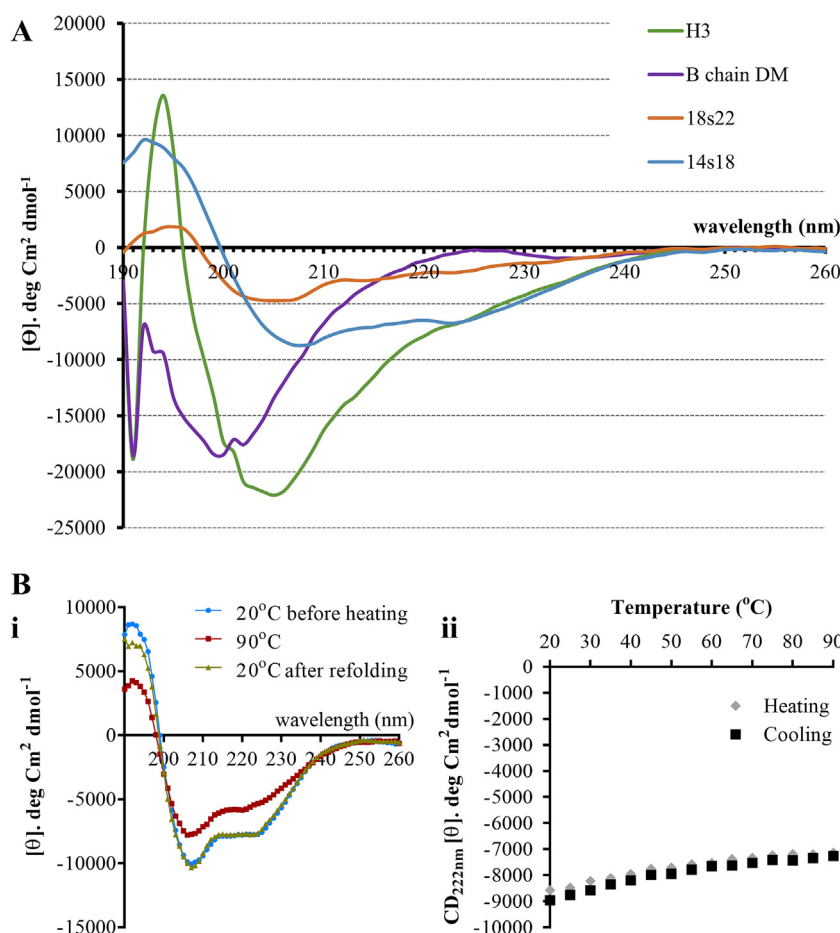 A
[Ɵ]. deg Cm² dmol⁻¹
20000
15000
10000
5000
0
-5000
-10000
-15000
-20000
-25000
H3
B chain DM
18s22
14s18
wavelength (nm)
190 200 210 220 230 240 250 260
B
i
[θ]. deg Cm² dmol⁻¹
10000
5000
0
-5000
-10000
-15000
20°C before heating
90°C
20°C after refolding
wavelength (nm)
200 210 220 230 240 250 260
ii
Temperature (°C)
20 30 40 50 60 70 80 90
CD222nm [θ]. deg Cm² dmol⁻¹
0
-1000
-2000
-3000
-4000
-5000
-6000
-7000
-8000
-9000
-10000
Heating
Cooling